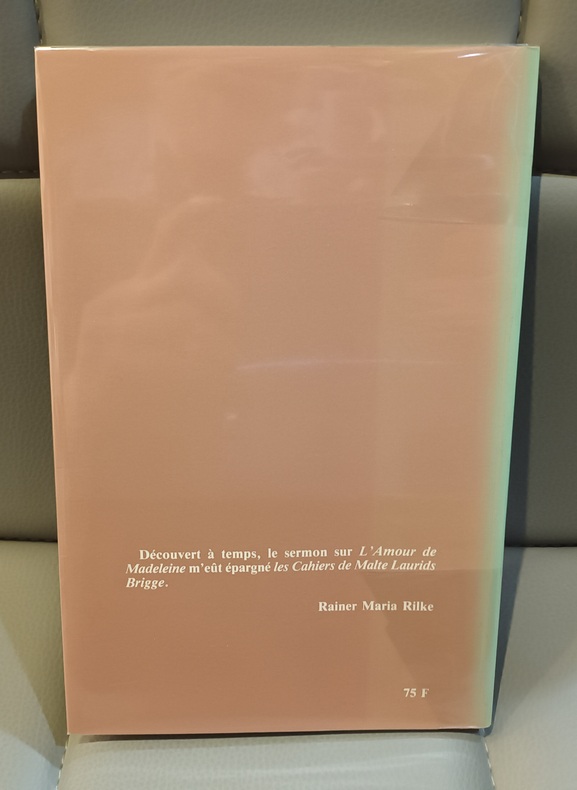 Découvert à temps, le sermon sur L'Amour de
Madeleine m'eût épargné les Cahiers de Malte Laurids
Brigge.
Rainer Maria Rilke
75 F